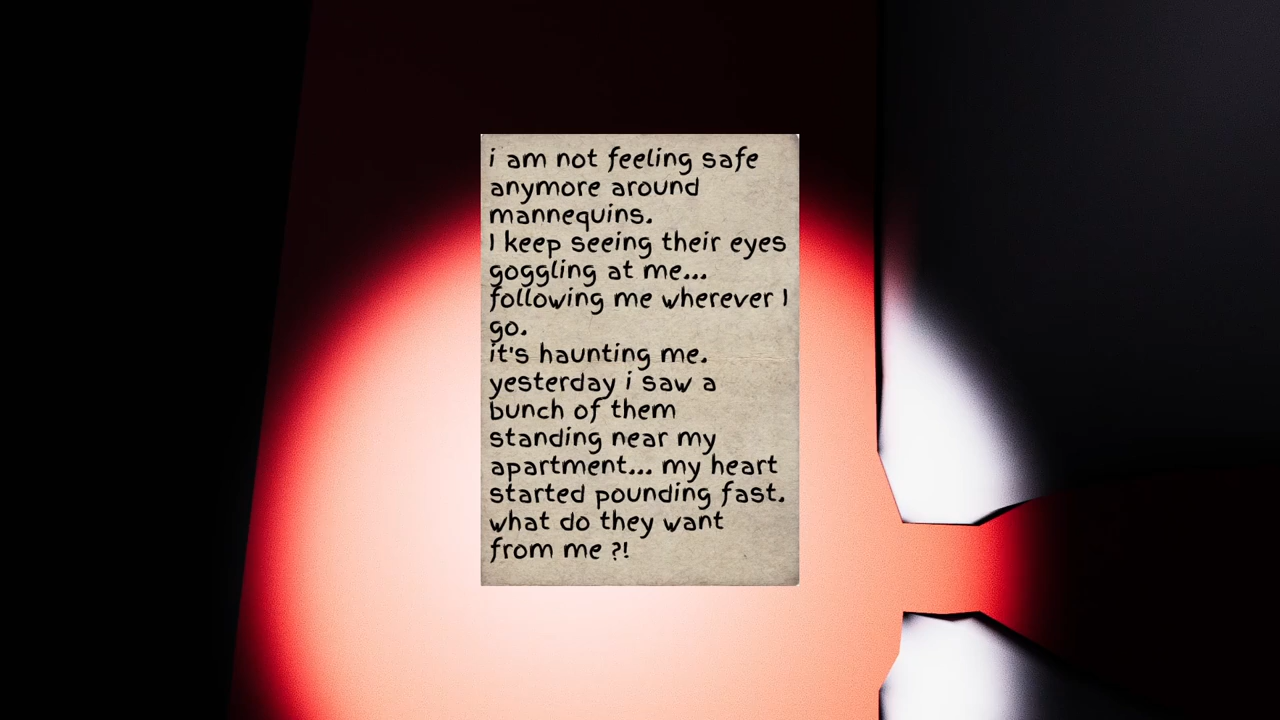 i am not feeling safe
anymore around
mannequins.
I keep seeing their eyes
goggling at me...
following me wherever I
go.
it's haunting me.
yesterday i saw a
bunch of them
standing near my
apartment... my heart
started pounding fast.
what do they want
from me ?!